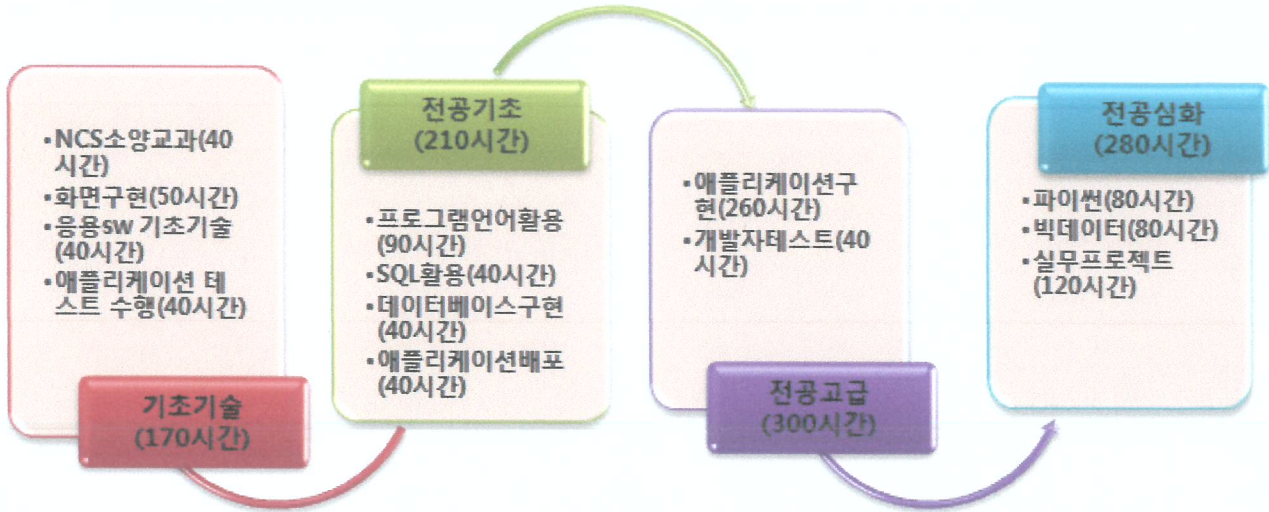 ▪NCS소양교과(40
시간)
▪화면구현(50시간)
▪응용sw 기초기술
(40시간)
▪애플리케이션 테
스트 수행(40시간)
기초기술
(170시간)
전공기초
(210시간)
▪프로그램언어활용
(90시간)
▪SQL활용(40시간)
▪데이터베이스구현
(40시간)
▪애플리케이션배포
(40시간)
▪애플리케이션구
현(260시간)
▪개발자테스트(40
시간)
전공고급
(300시간)
전공심화
(280시간)
▪파이썬(80시간)
▪빅데이터(80시간)
▪실무프로젝트
(120시간)